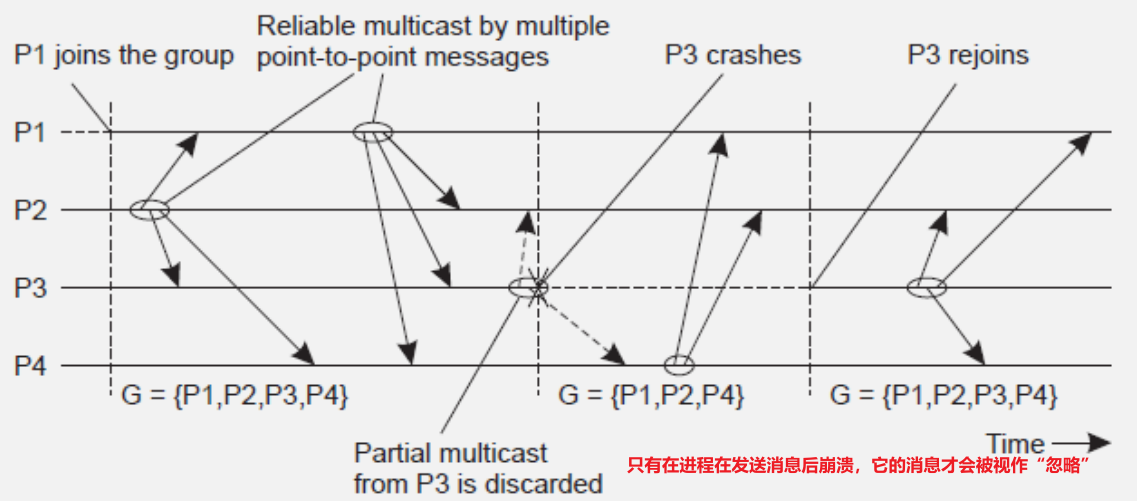 Reliable multicast by multiple
point-to-point messages
P1 joins the group
P3 crashes
P3 rejoins
P1
P2
P3
P4
G = {P1,P2,P3,P4}
G = {P1,P2,P4}
G = {P1,P2,P3,P4}
Time
Partial multicast
from P3 is discarded
只有在进程在发送消息后崩溃，它的消息才会被视作“忽略”